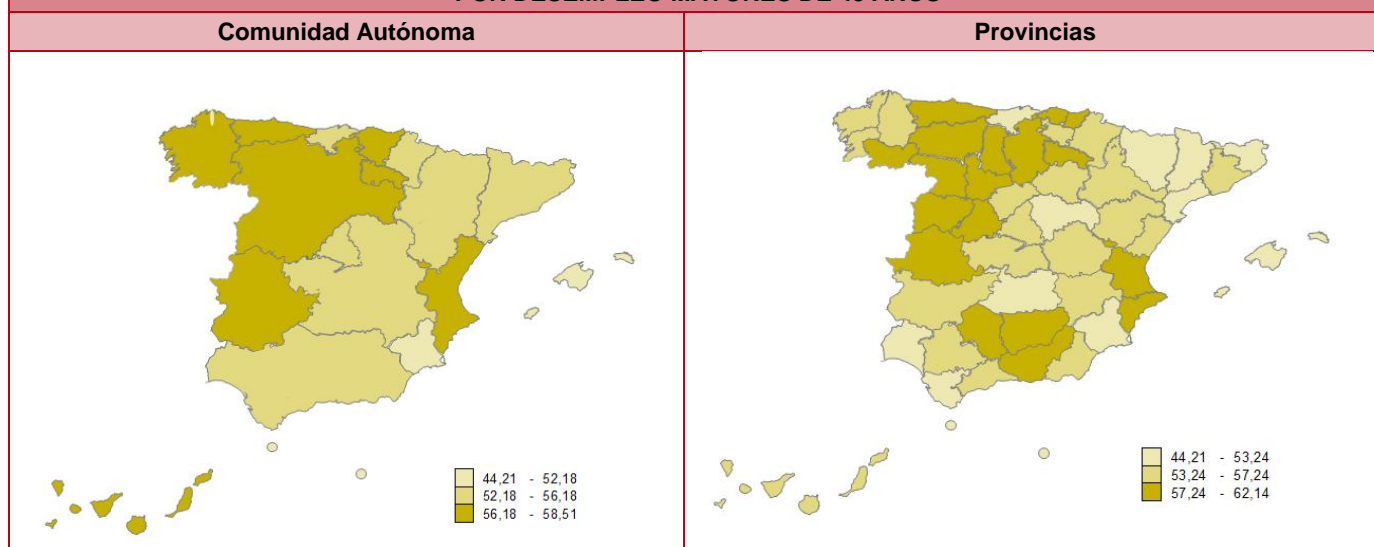 Comunidad Autónoma
Provincias
44,21 - 52,18
52,18 - 56,18
56,18 - 58,51
44,21 - 53,24
53,24 - 57,24
57,24 - 62,14